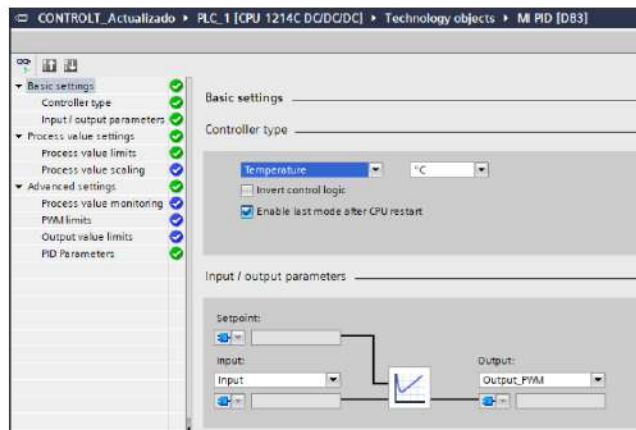 CONTROLT_Actualizado ▸ PLC_1 [CPU 1214C DC/DC/DC] ▸ Technology objects ▸ MI PID [DB3]
Basic settings
Controller type
Input / output parameters
Process value settings
Process value limits
Process value scaling
Advanced settings
Process value monitoring
PWM limits
Output value limits
PID Parameters
Basic settings
Controller type
Temperature
°C
Invert control logic
Enable last mode after CPU restart
Input / output parameters
Setpoint:
Input:
Output:
Input
Output_PWM